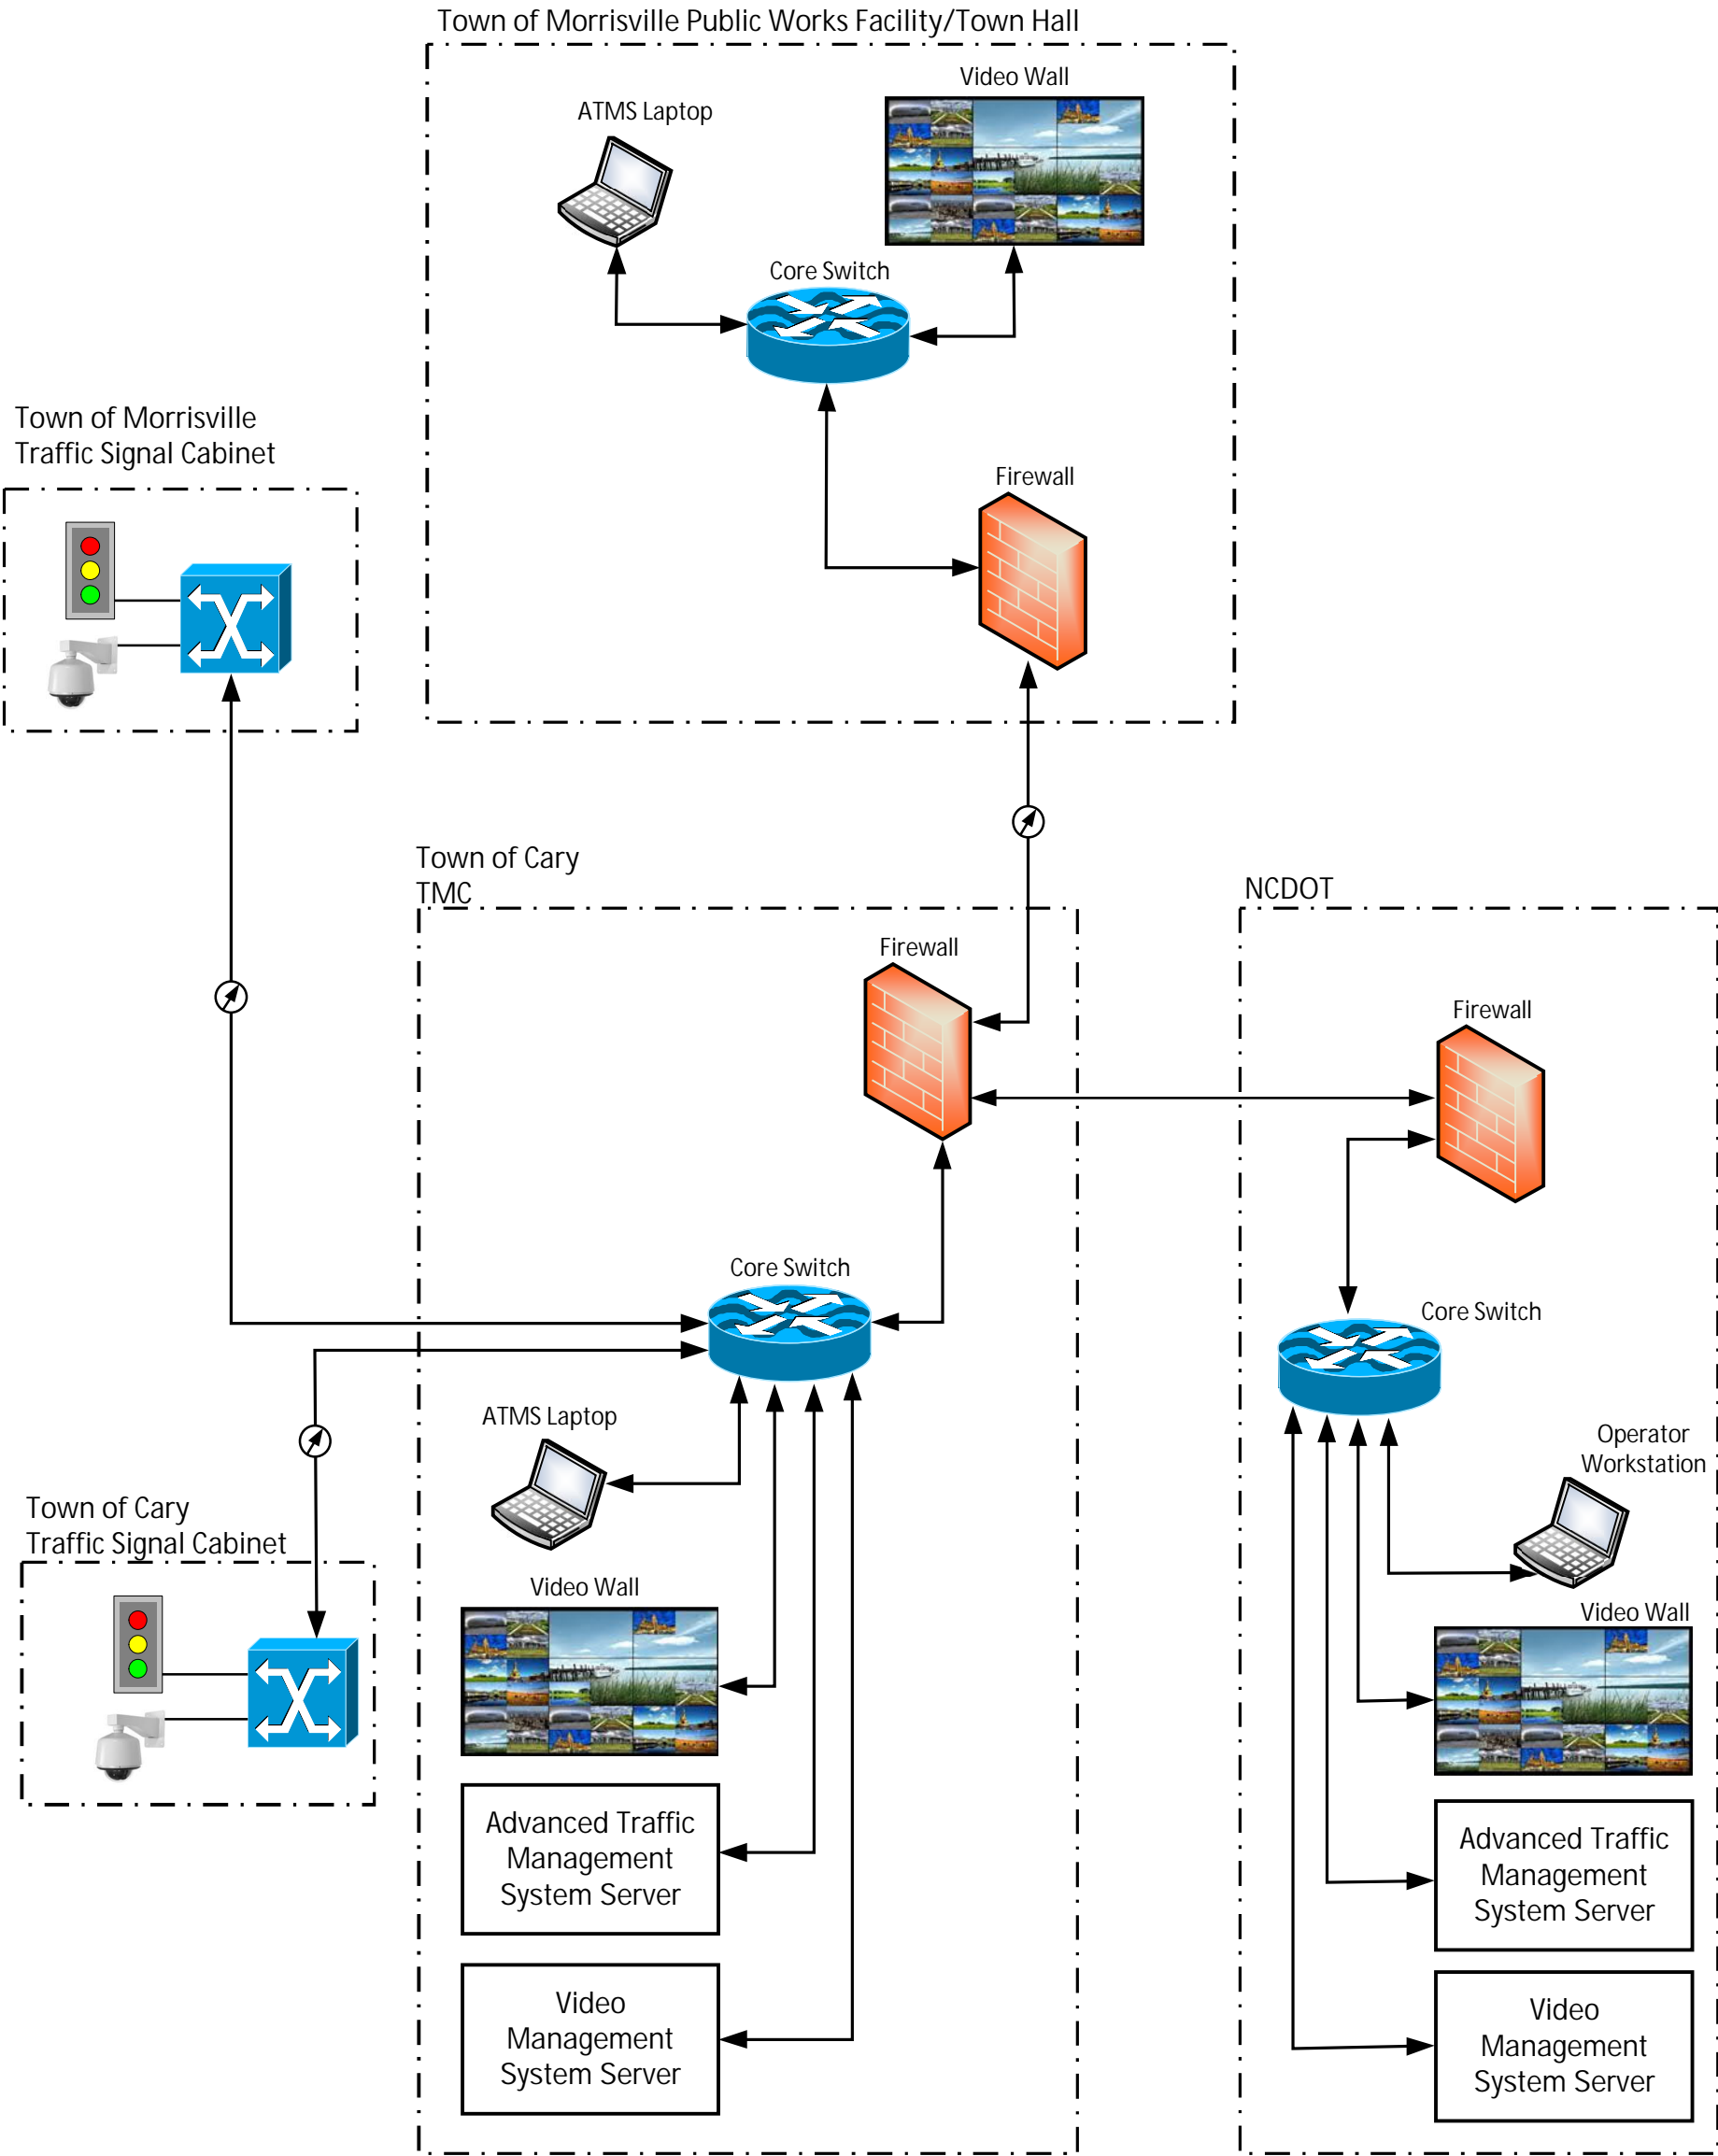 Town of Morrisville Public Works Facility/Town Hall
Video Wall
ATMS Laptop
Core Switch
Firewall
Town of Morrisville
Traffic Signal Cabinet
Town of Cary
TMC
Firewall
Core Switch
ATMS Laptop
Video Wall
Advanced Traffic
Management
System Server
Video
Management
System Server
NCDOT
Firewall
Core Switch
Operator
Workstation
Video Wall
Advanced Traffic
Management
System Server
Video
Management
System Server
Town of Cary
Traffic Signal Cabinet